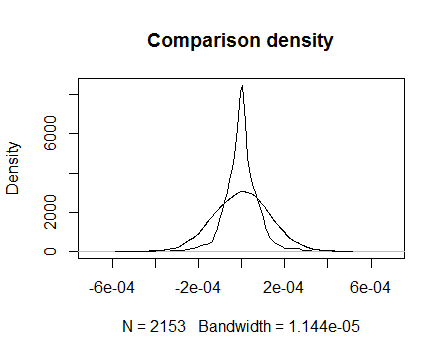 Comparison density
Density
6000
2000
0
-6e-04 -2e-04 2e-04 6e-04
N = 2153 Bandwidth = 1.144e-05